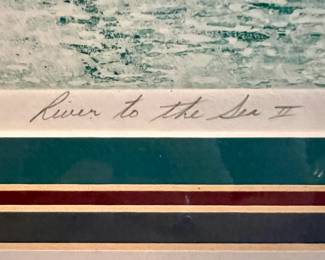 River to the Sea II